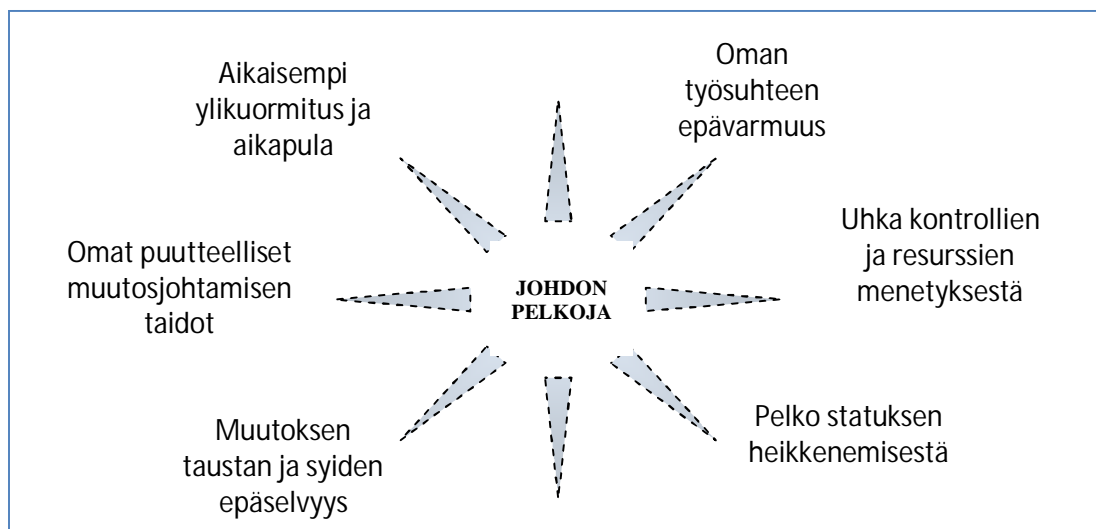 Aikaisempi
ylikuormitus ja
aikapula
Oman
työsuhteen
epävarmuus
Omat puutteelliset
muutosjohtamisen
taidot
JOHDON
PELKOJA
Uhka kontrollien
ja resurssien
menetyksestä
Muutoksen
taustan ja syiden
epäselvyys
Pelko statuksen
heikkenemisestä